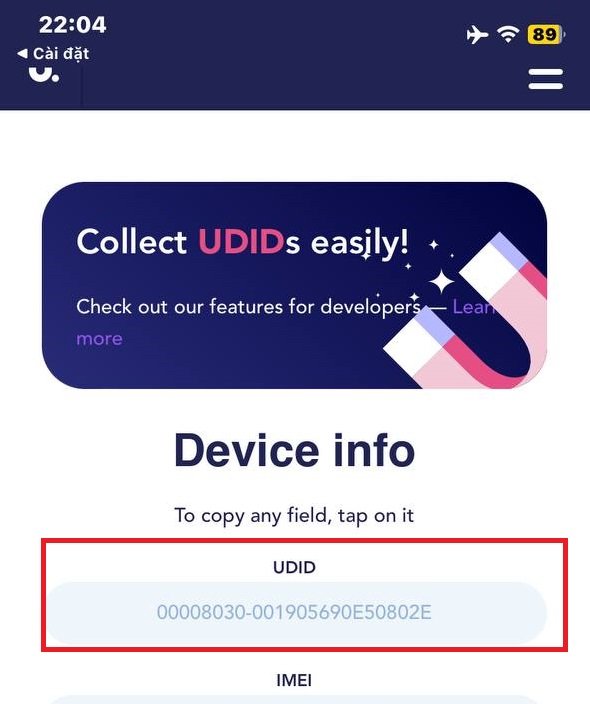 22:04
89
◀ Cài đặt
u.
Collect UDIDs easily!
Check out our features for developers — Learn
more
Device info
To copy any field, tap on it
UDID
00008030-001905690E50802E
IMEI